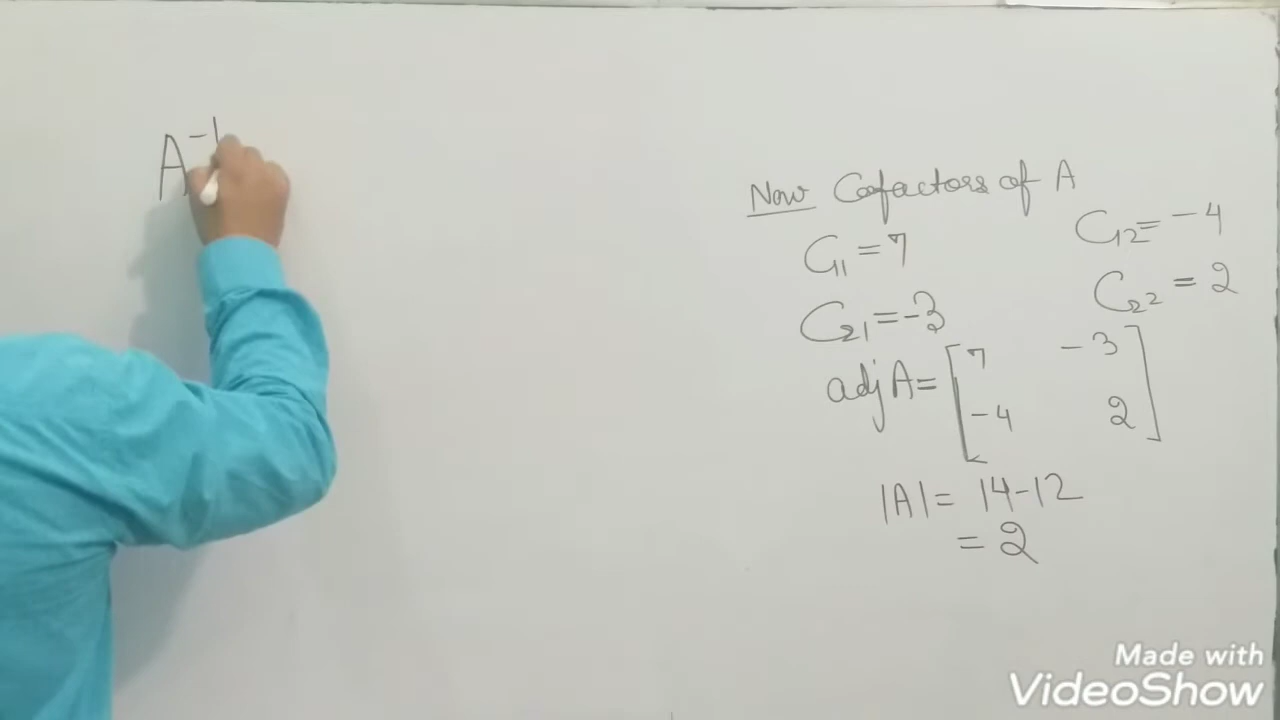 A⁻¹
Now Cofactors of A
C₁₁ = 7 C₁₂ = -4
C₂₁ = -3 C₂₂ = 2
adj A = [7 -3
-4 2]
|A| = 14-12
= 2
Made with
VideoShow